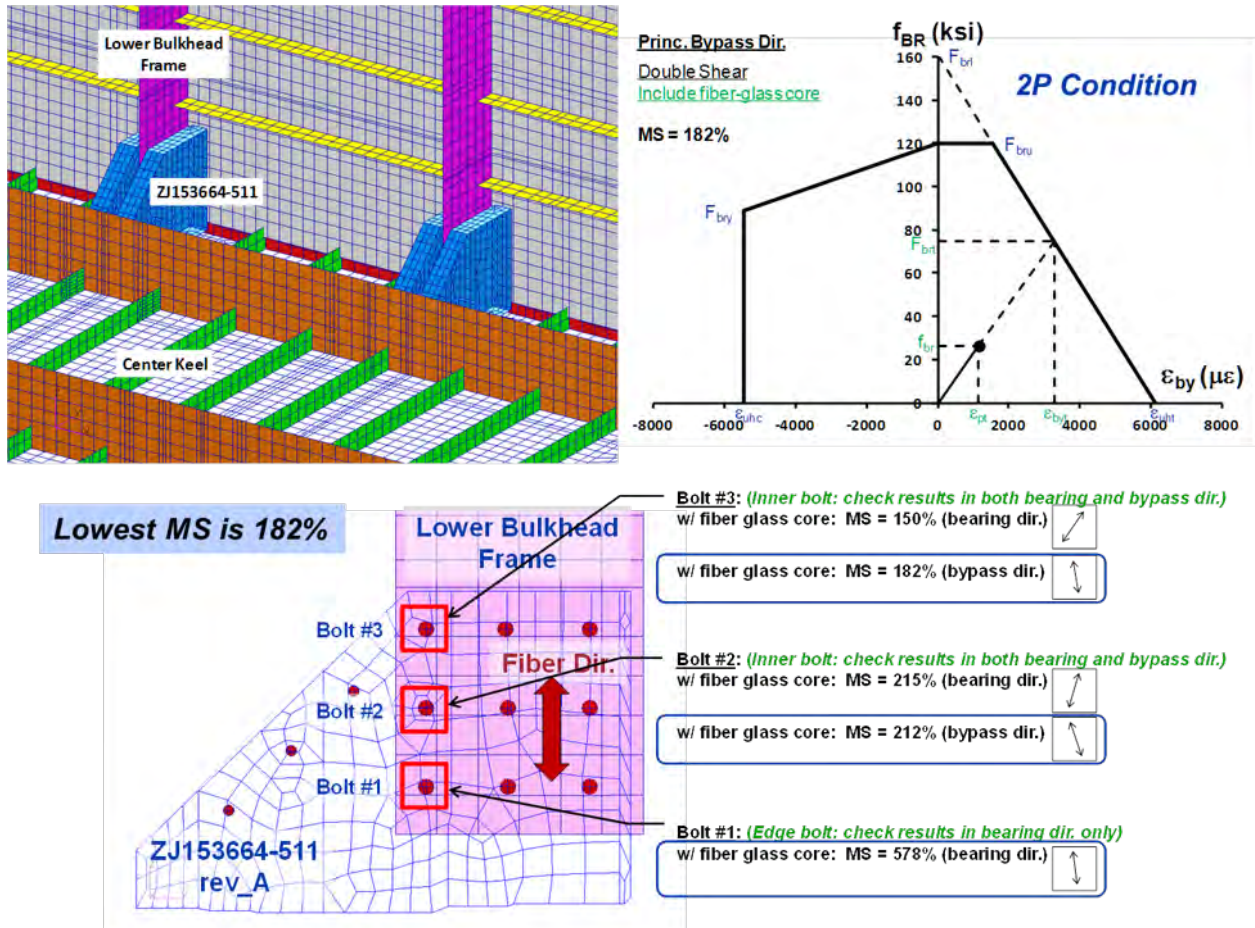 Lower Bulkhead
Frame
ZJ153664-511
Center Keel
Princ. Bypass Dir.
Double Shear
Include fiber-glass core
MS = 182%
f_BR (ksi)
2P Condition
160
140
120
100
80
60
40
20
0
F_brl
F_bru
F_bry
F_brt
f_br
ε_by (με)
ε_uhc
ε_pt
ε_byt
ε_uht
-8000
-6000
-4000
-2000
0
2000
4000
6000
8000
Lowest MS is 182%
Lower Bulkhead
Frame
Bolt #3
Fiber Dir.
Bolt #2
Bolt #1
ZJ153664-511
rev_A
Bolt #3: (Inner bolt: check results in both bearing and bypass dir.)
w/ fiber glass core: MS = 150% (bearing dir.)
w/ fiber glass core: MS = 182% (bypass dir.)
Bolt #2: (Inner bolt: check results in both bearing and bypass dir.)
w/ fiber glass core: MS = 215% (bearing dir.)
w/ fiber glass core: MS = 212% (bypass dir.)
Bolt #1: (Edge bolt: check results in bearing dir. only)
w/ fiber glass core: MS = 578% (bearing dir.)